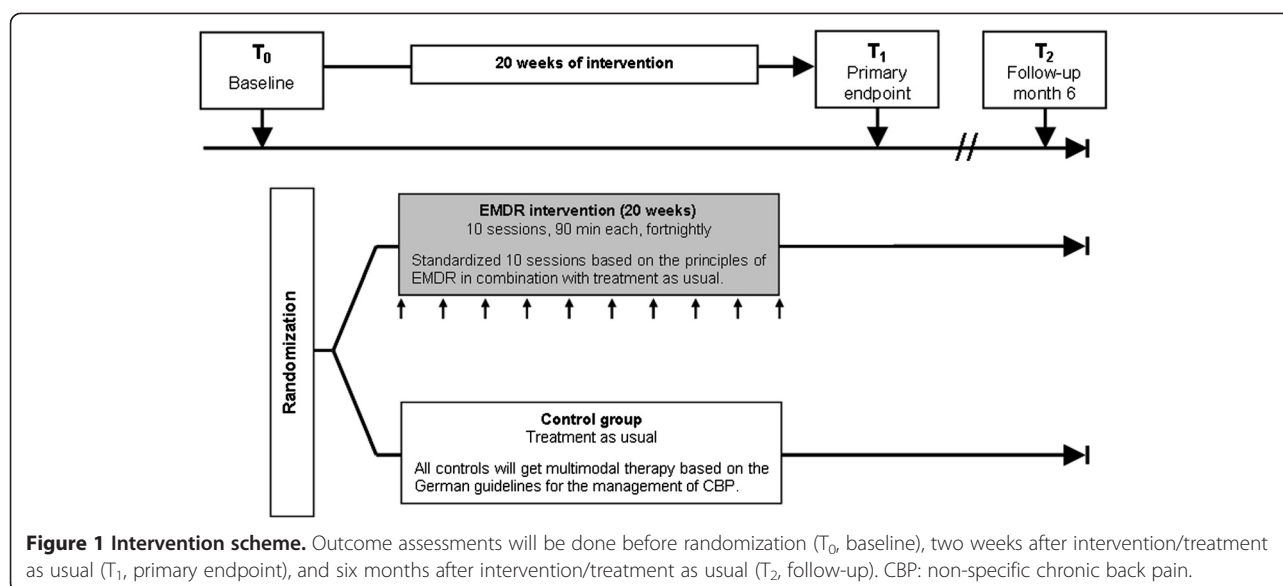 T₀
Baseline
20 weeks of intervention
T₁
Primary
endpoint
T₂
Follow-up
month 6
//
Randomization
EMDR intervention (20 weeks)
10 sessions, 90 min each, fortnightly
Standardized 10 sessions based on the principles of
EMDR in combination with treatment as usual.
Control group
Treatment as usual
All controls will get multimodal therapy based on the
German guidelines for the management of CBP.
Figure 1 Intervention scheme. Outcome assessments will be done before randomization (T₀, baseline), two weeks after intervention/treatment
as usual (T₁, primary endpoint), and six months after intervention/treatment as usual (T₂, follow-up). CBP: non-specific chronic back pain.